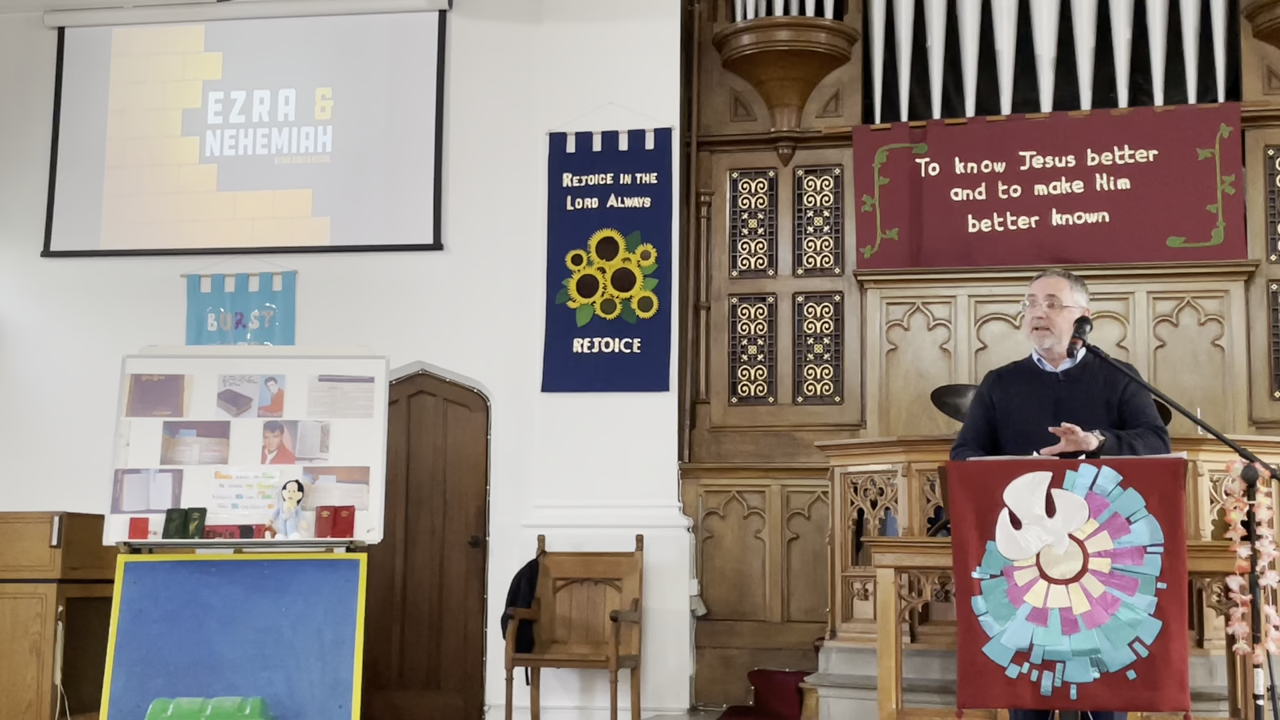 EZRA &
NEHEMIAH
BURST
REJOICE IN THE
LORD ALWAYS
REJOICE
To know Jesus better
and to make Him
better known